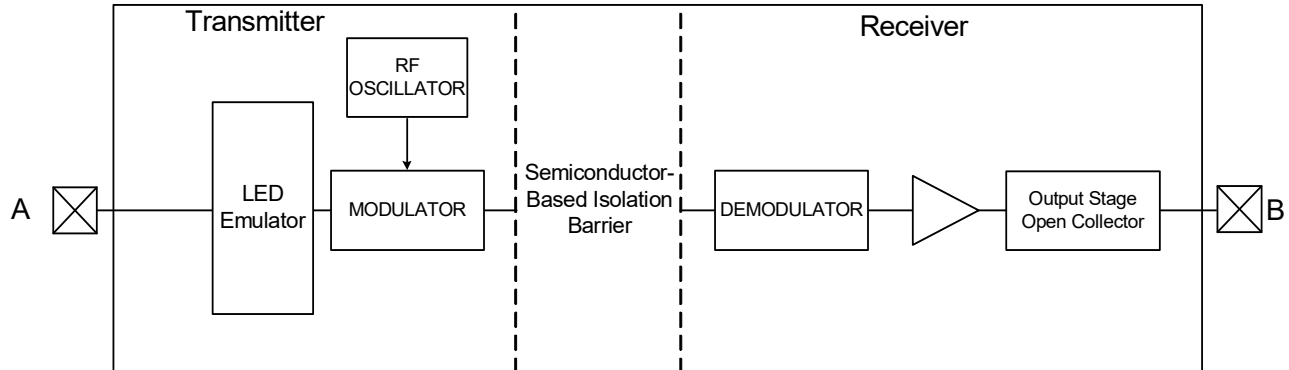 Transmitter
Receiver
RF
OSCILLATOR
LED
Emulator
MODULATOR
Semiconductor-
Based Isolation
Barrier
DEMODULATOR
Output Stage
Open Collector
A
B